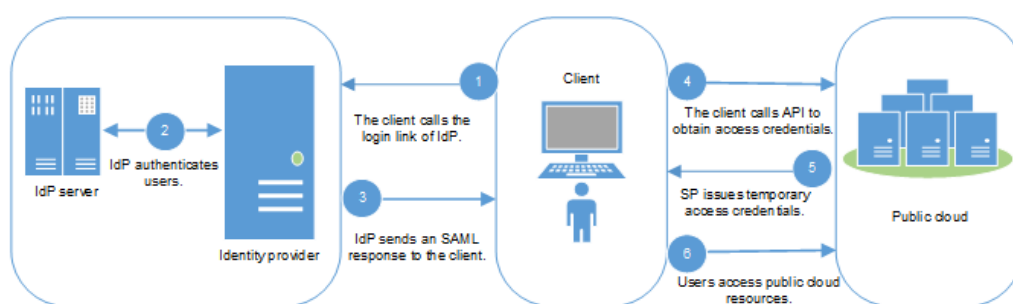 1
Client
4
The client calls the
login link of IdP.
The client calls API to
obtain access credentials.
2
IdP authenticates
users.
IdP server
5
SP issues temporary
access credentials.
3
Public cloud
IdP sends an SAML
response to the client.
Identity provider
6
Users access public cloud
resources.